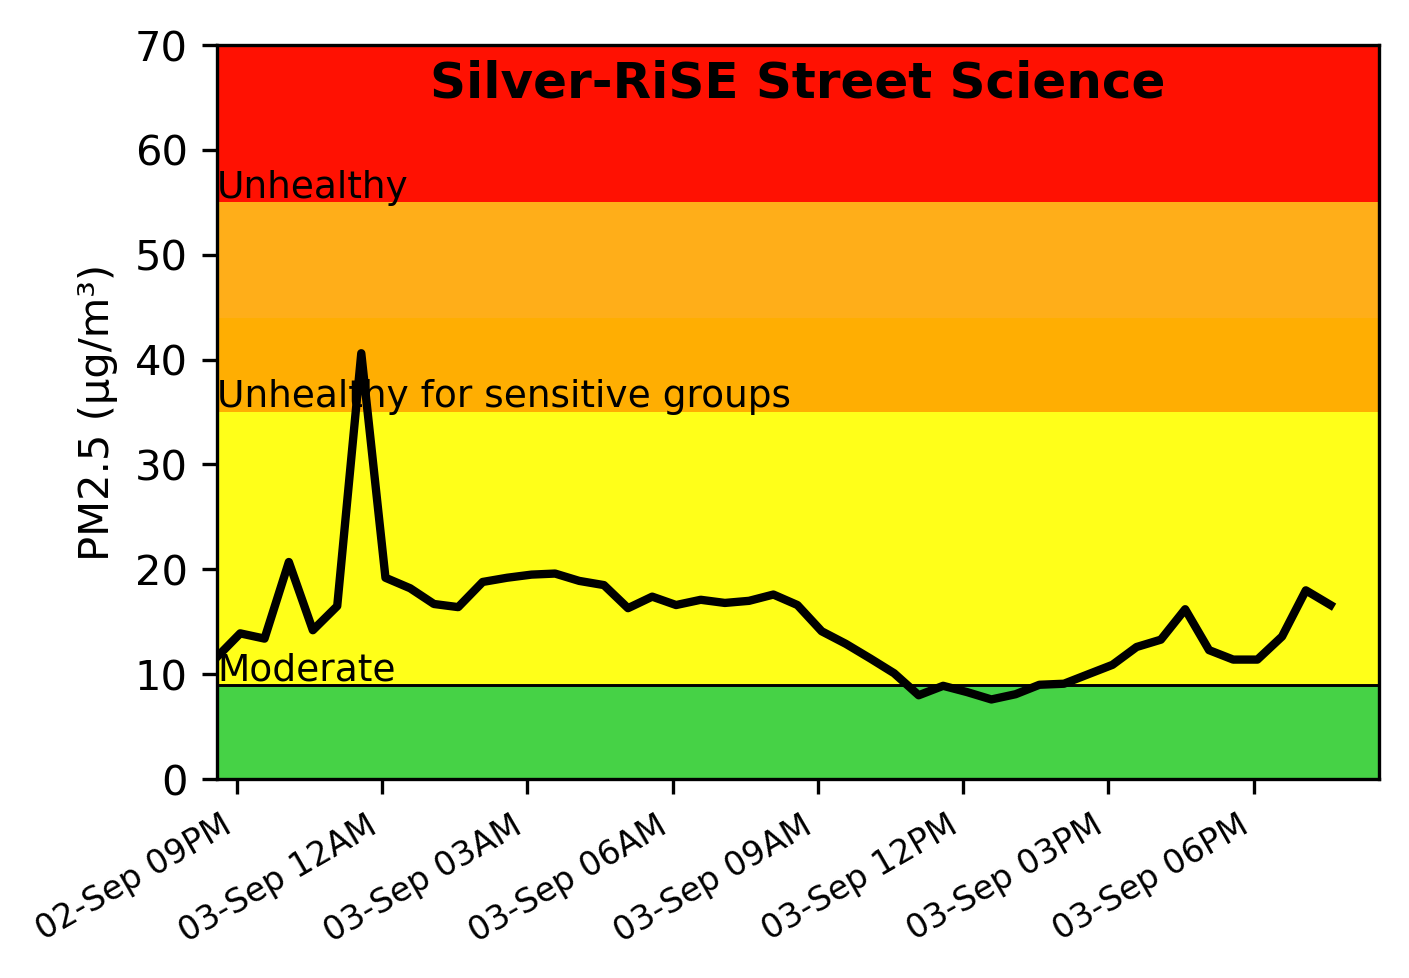 Silver-RiSE Street Science
PM2.5 (µg/m³)
70
60
Unhealthy
50
40
Unhealthy for sensitive groups
30
20
10
Moderate
0
02-Sep 09PM
03-Sep 12AM
03-Sep 03AM
03-Sep 06AM
03-Sep 09AM
03-Sep 12PM
03-Sep 03PM
03-Sep 06PM